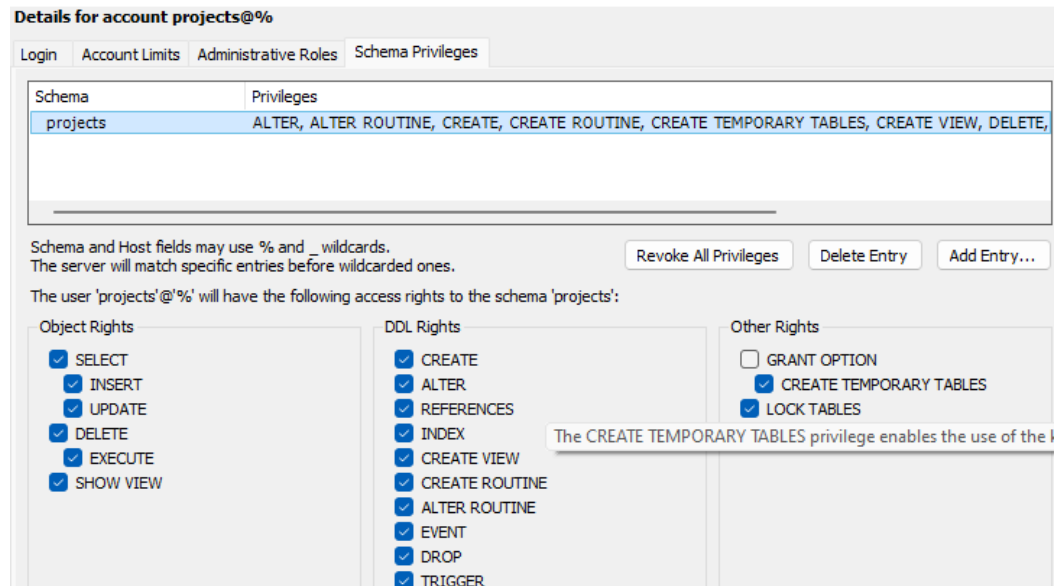 Details for account projects@%
Login Account Limits Administrative Roles Schema Privileges
Schema Privileges
projects ALTER, ALTER ROUTINE, CREATE, CREATE ROUTINE, CREATE TEMPORARY TABLES, CREATE VIEW, DELETE,
Schema and Host fields may use % and _ wildcards.
The server will match specific entries before wildcarded ones.
Revoke All Privileges Delete Entry Add Entry...
The user 'projects'@'%' will have the following access rights to the schema 'projects':
Object Rights
SELECT
INSERT
UPDATE
DELETE
EXECUTE
SHOW VIEW
DDL Rights
CREATE
ALTER
REFERENCES
INDEX
CREATE VIEW
CREATE ROUTINE
ALTER ROUTINE
EVENT
DROP
TRIGGER
Other Rights
GRANT OPTION
CREATE TEMPORARY TABLES
LOCK TABLES
The CREATE TEMPORARY TABLES privilege enables the use of the